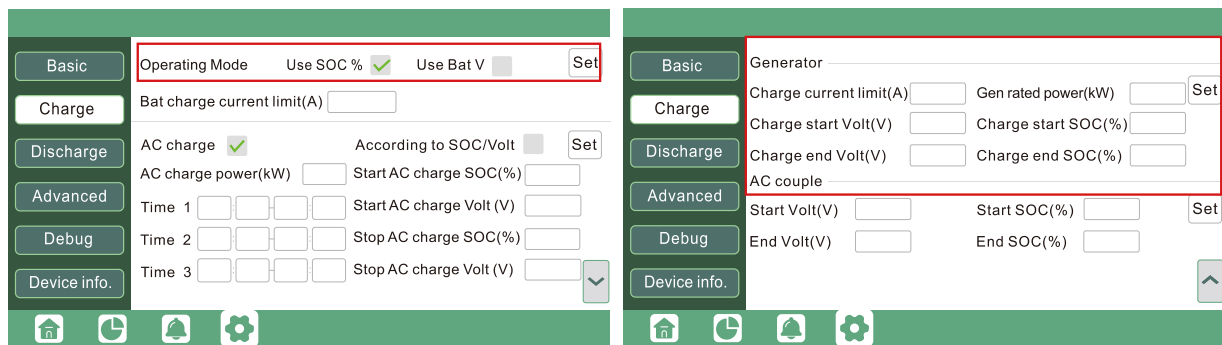 Basic
Charge
Discharge
Advanced
Debug
Device info.
Operating Mode Use SOC % Use Bat V Set
Bat charge current limit(A)
AC charge According to SOC/Volt Set
AC charge power(kW) Start AC charge SOC(%)
Time 1 : - : Start AC charge Volt (V)
Time 2 : - : Stop AC charge SOC(%)
Time 3 : - : Stop AC charge Volt (V)
Basic
Charge
Discharge
Advanced
Debug
Device info.
Generator
Charge current limit(A) Gen rated power(kW) Set
Charge start Volt(V) Charge start SOC(%)
Charge end Volt(V) Charge end SOC(%)
AC couple
Start Volt(V) Start SOC(%) Set
End Volt(V) End SOC(%)